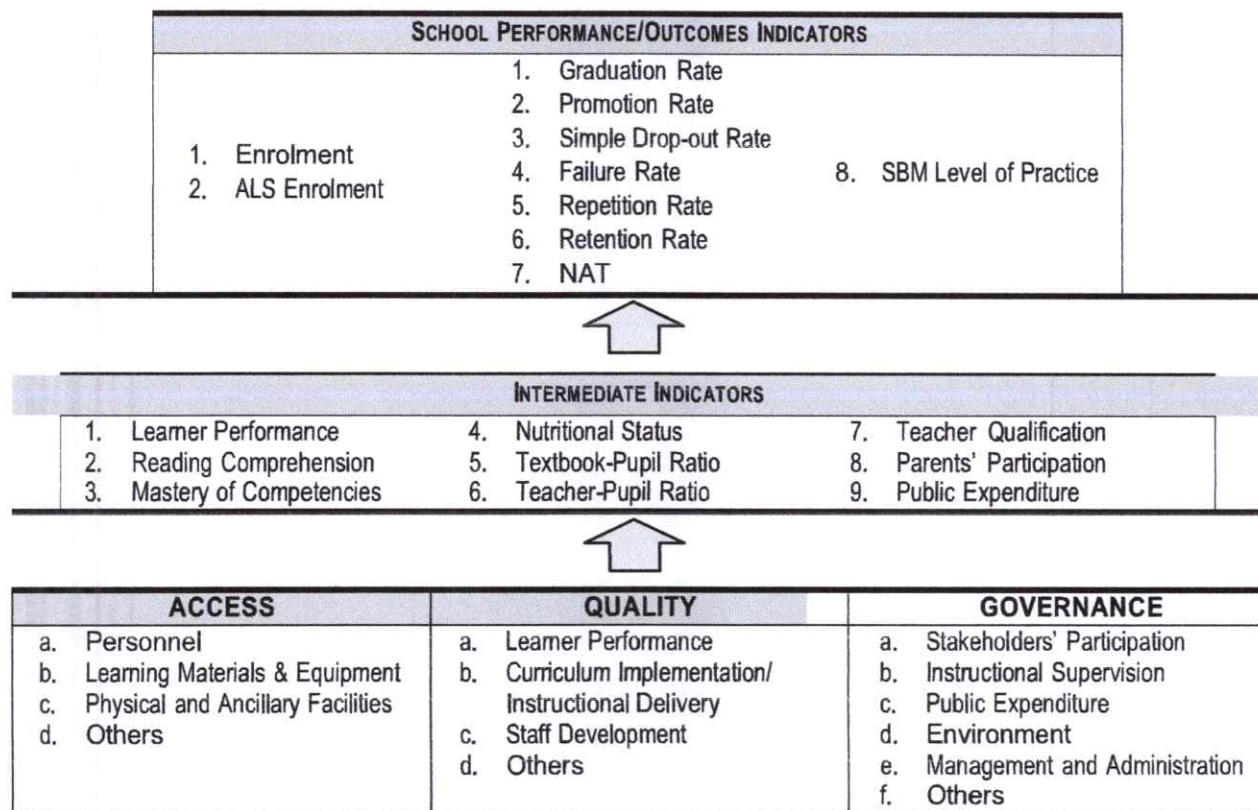 SCHOOL PERFORMANCE/OUTCOMES INDICATORS
1. Enrolment
2. ALS Enrolment
1. Graduation Rate
2. Promotion Rate
3. Simple Drop-out Rate
4. Failure Rate
5. Repetition Rate
6. Retention Rate
7. NAT
8. SBM Level of Practice
INTERMEDIATE INDICATORS
1. Learner Performance
2. Reading Comprehension
3. Mastery of Competencies
4. Nutritional Status
5. Textbook-Pupil Ratio
6. Teacher-Pupil Ratio
7. Teacher Qualification
8. Parents' Participation
9. Public Expenditure
ACCESS
a. Personnel
b. Learning Materials & Equipment
c. Physical and Ancillary Facilities
d. Others
QUALITY
a. Learner Performance
b. Curriculum Implementation/
Instructional Delivery
c. Staff Development
d. Others
GOVERNANCE
a. Stakeholders' Participation
b. Instructional Supervision
c. Public Expenditure
d. Environment
e. Management and Administration
f. Others